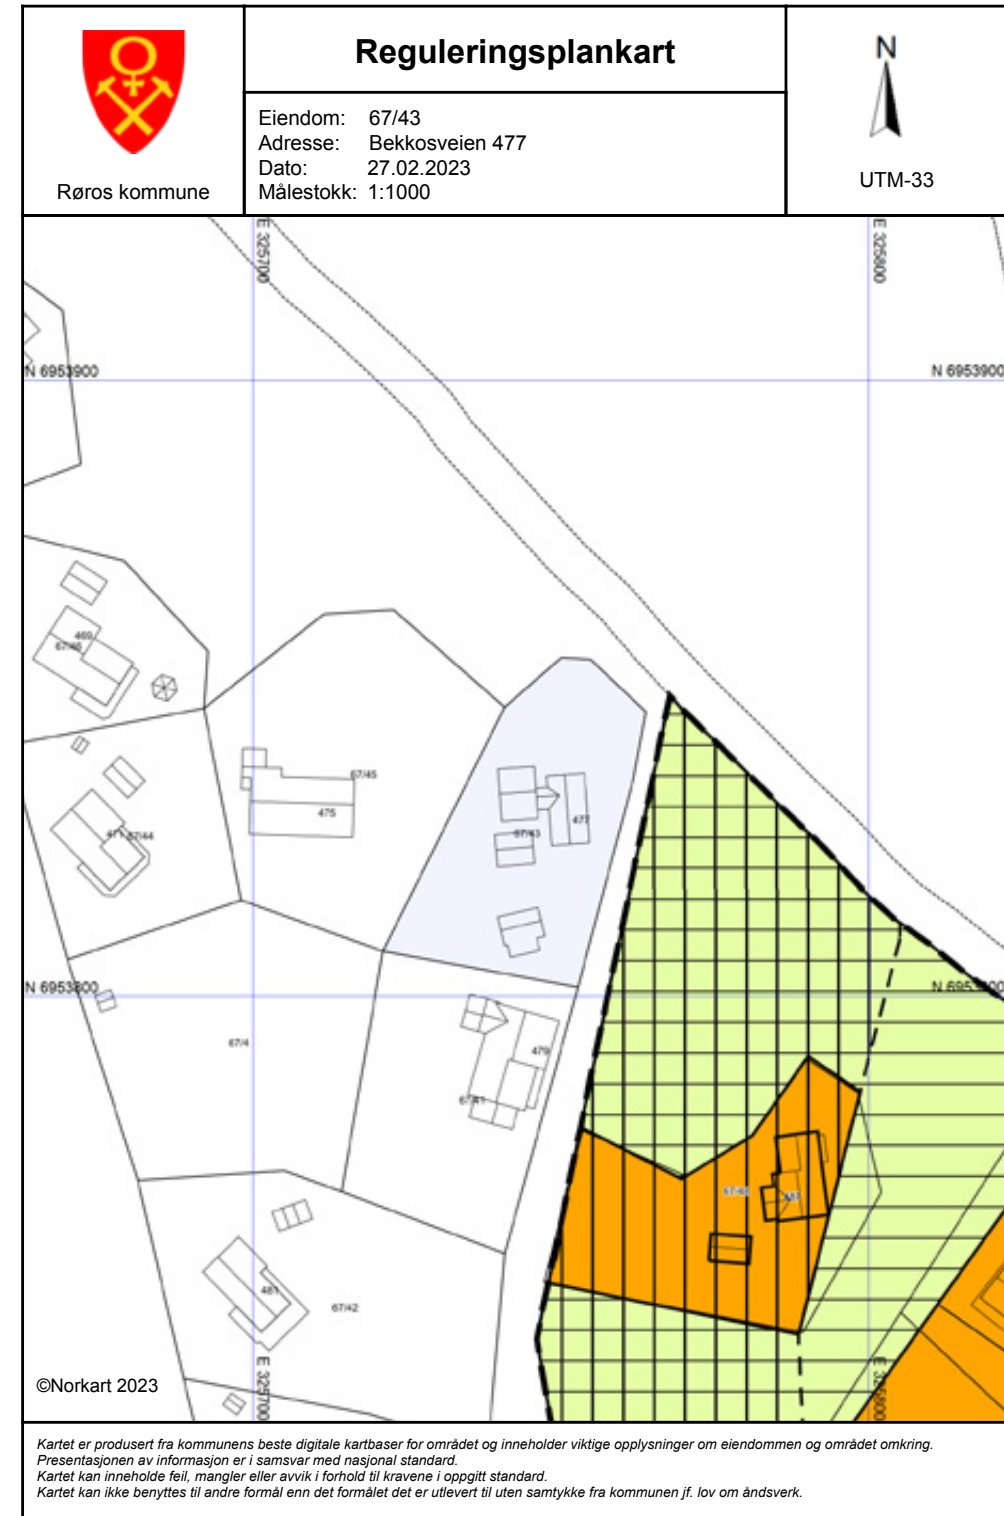 Reguleringsplankart
Eiendom: 67/43
Adresse: Bekkosveien 477
Dato: 27.02.2023
Målestokk: 1:1000
Røros kommune
N
UTM-33
E 325700
E 325800
N 6953900
N 6953900
469
67/46
67/45
475
471
67/44
477
67/43
N 6953800
67/4
479
67/41
481
67/42
E 325700
E 325800
©Norkart 2023
Kartet er produsert fra kommunens beste digitale kartbaser for området og inneholder viktige opplysninger om eiendommen og området omkring.
Presentasjonen av informasjon er i samsvar med nasjonal standard.
Kartet kan inneholde feil, mangler eller avvik i forhold til kravene i oppgitt standard.
Kartet kan ikke benyttes til andre formål enn det formålet det er utlevert til uten samtykke fra kommunen jf. lov om åndsverk.